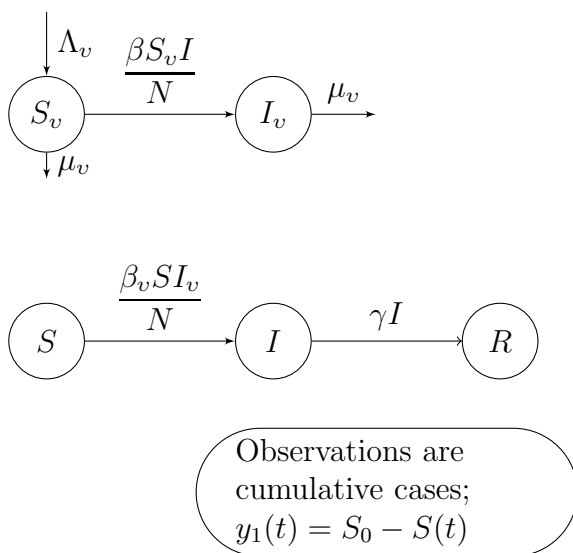 Λ_v
βS_vI/N
S_v
I_v
μ_v
μ_v
β_vSI_v/N
S
I
γI
R
Observations are
cumulative cases;
y_1(t) = S_0 − S(t)